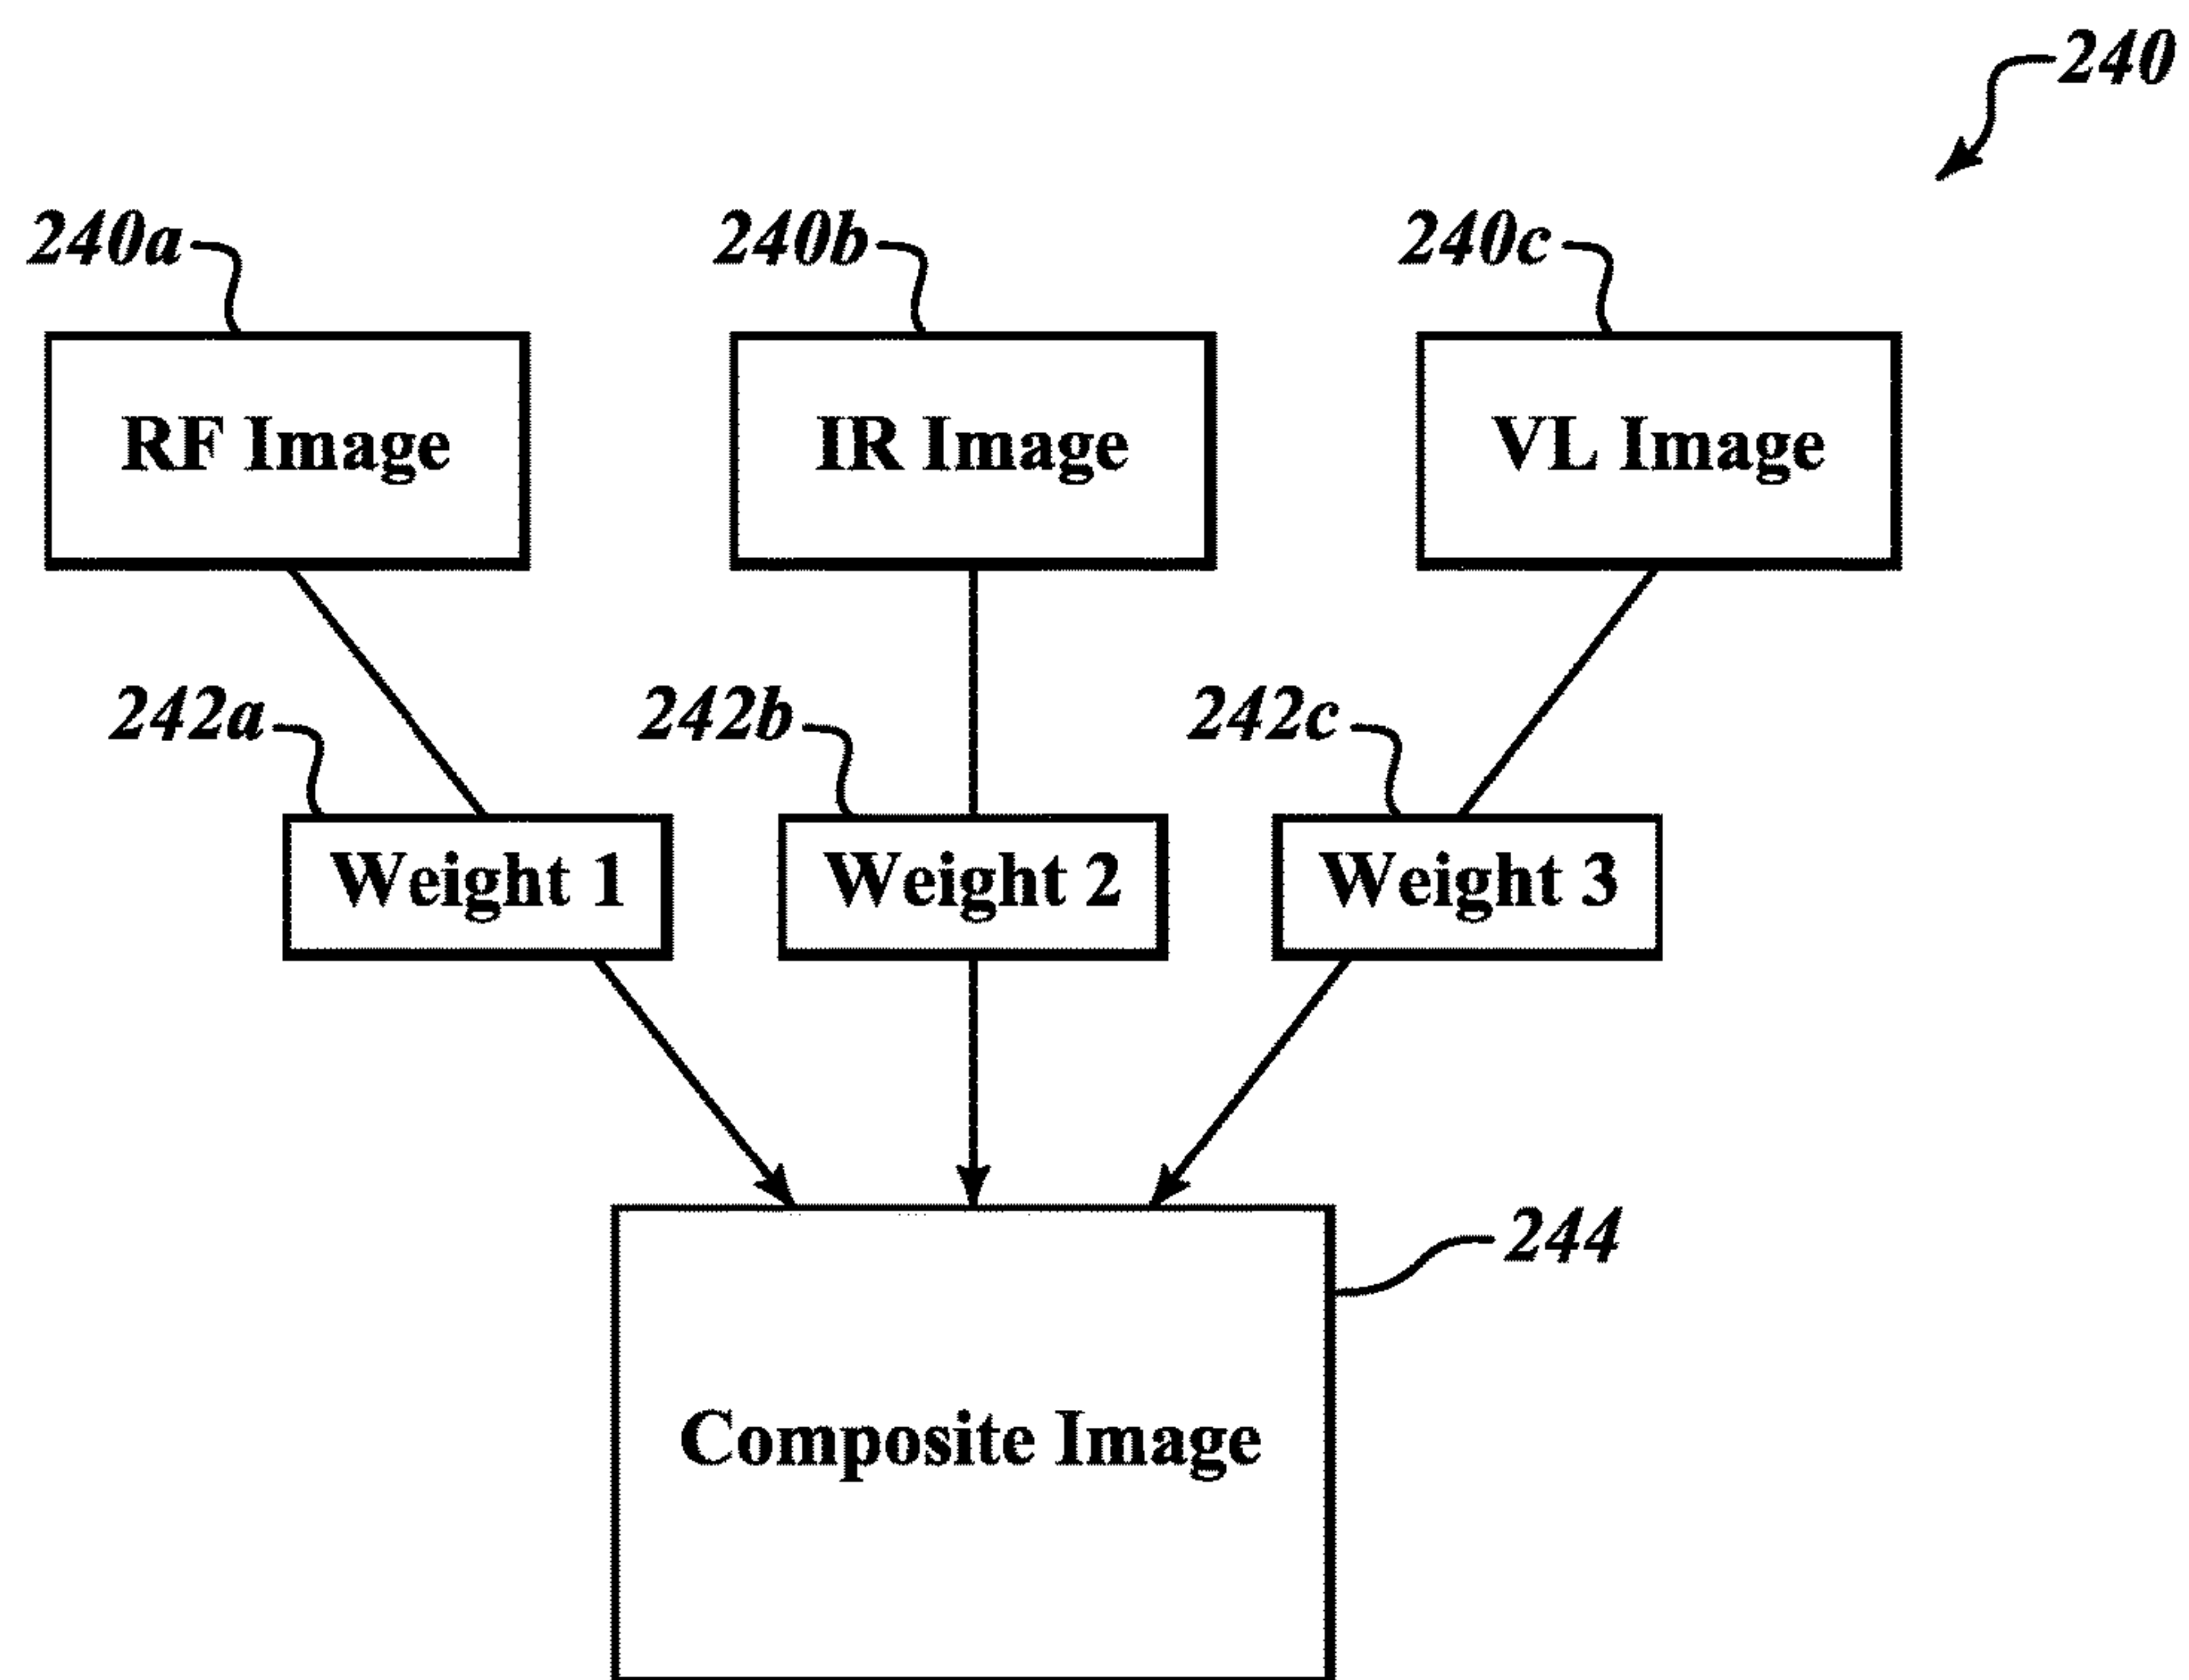 240
240a
240b
240c
RF Image
IR Image
VL Image
242a
242b
242c
Weight 1
Weight 2
Weight 3
244
Composite Image